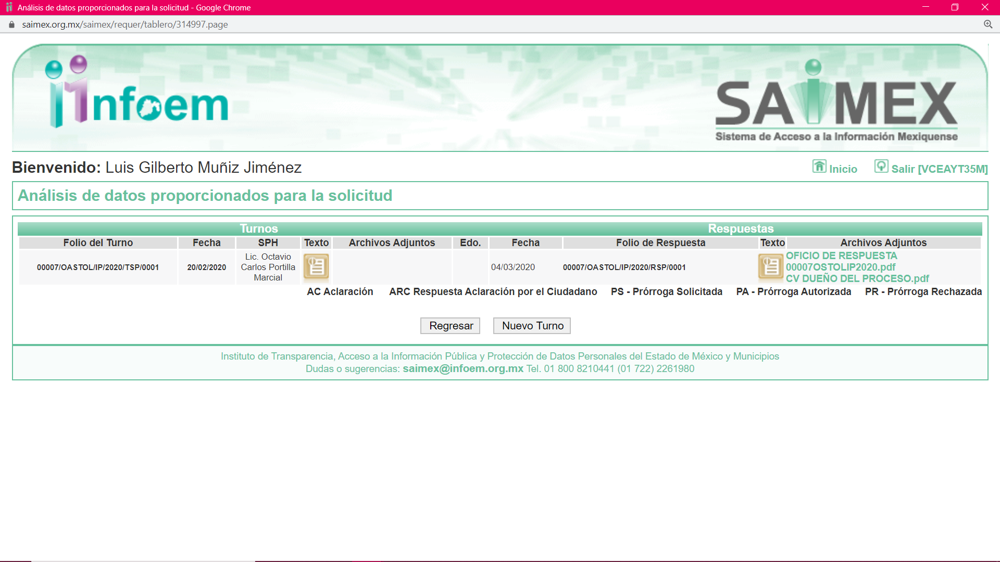 Análisis de datos proporcionados para la solicitud - Google Chrome
saimex.org.mx/saimex/requer/tablero/314997.page
infoem
SAIMEX
Sistema de Acceso a la Información Mexiquense
Bienvenido: Luis Gilberto Muñiz Jiménez
Inicio Salir [VCEAYT35M]
Análisis de datos proporcionados para la solicitud
Turnos Respuestas
Folio del Turno Fecha SPH Texto Archivos Adjuntos Edo. Fecha Folio de Respuesta Texto Archivos Adjuntos
00007/OASTOL/IP/2020/TSP/0001 20/02/2020 Lic. Octavio Carlos Portilla Marcial 04/03/2020 00007/OASTOL/IP/2020/RSP/0001 OFICIO DE RESPUESTA
00007OSTOLIP2020.pdf
CV DUEÑO DEL PROCESO.pdf
AC Aclaración ARC Respuesta Aclaración por el Ciudadano PS - Prórroga Solicitada PA - Prórroga Autorizada PR - Prórroga Rechazada
Regresar Nuevo Turno
Instituto de Transparencia, Acceso a la Información Pública y Protección de Datos Personales del Estado de México y Municipios
Dudas o sugerencias: saimex@infoem.org.mx Tel. 01 800 8210441 (01 722) 2261980